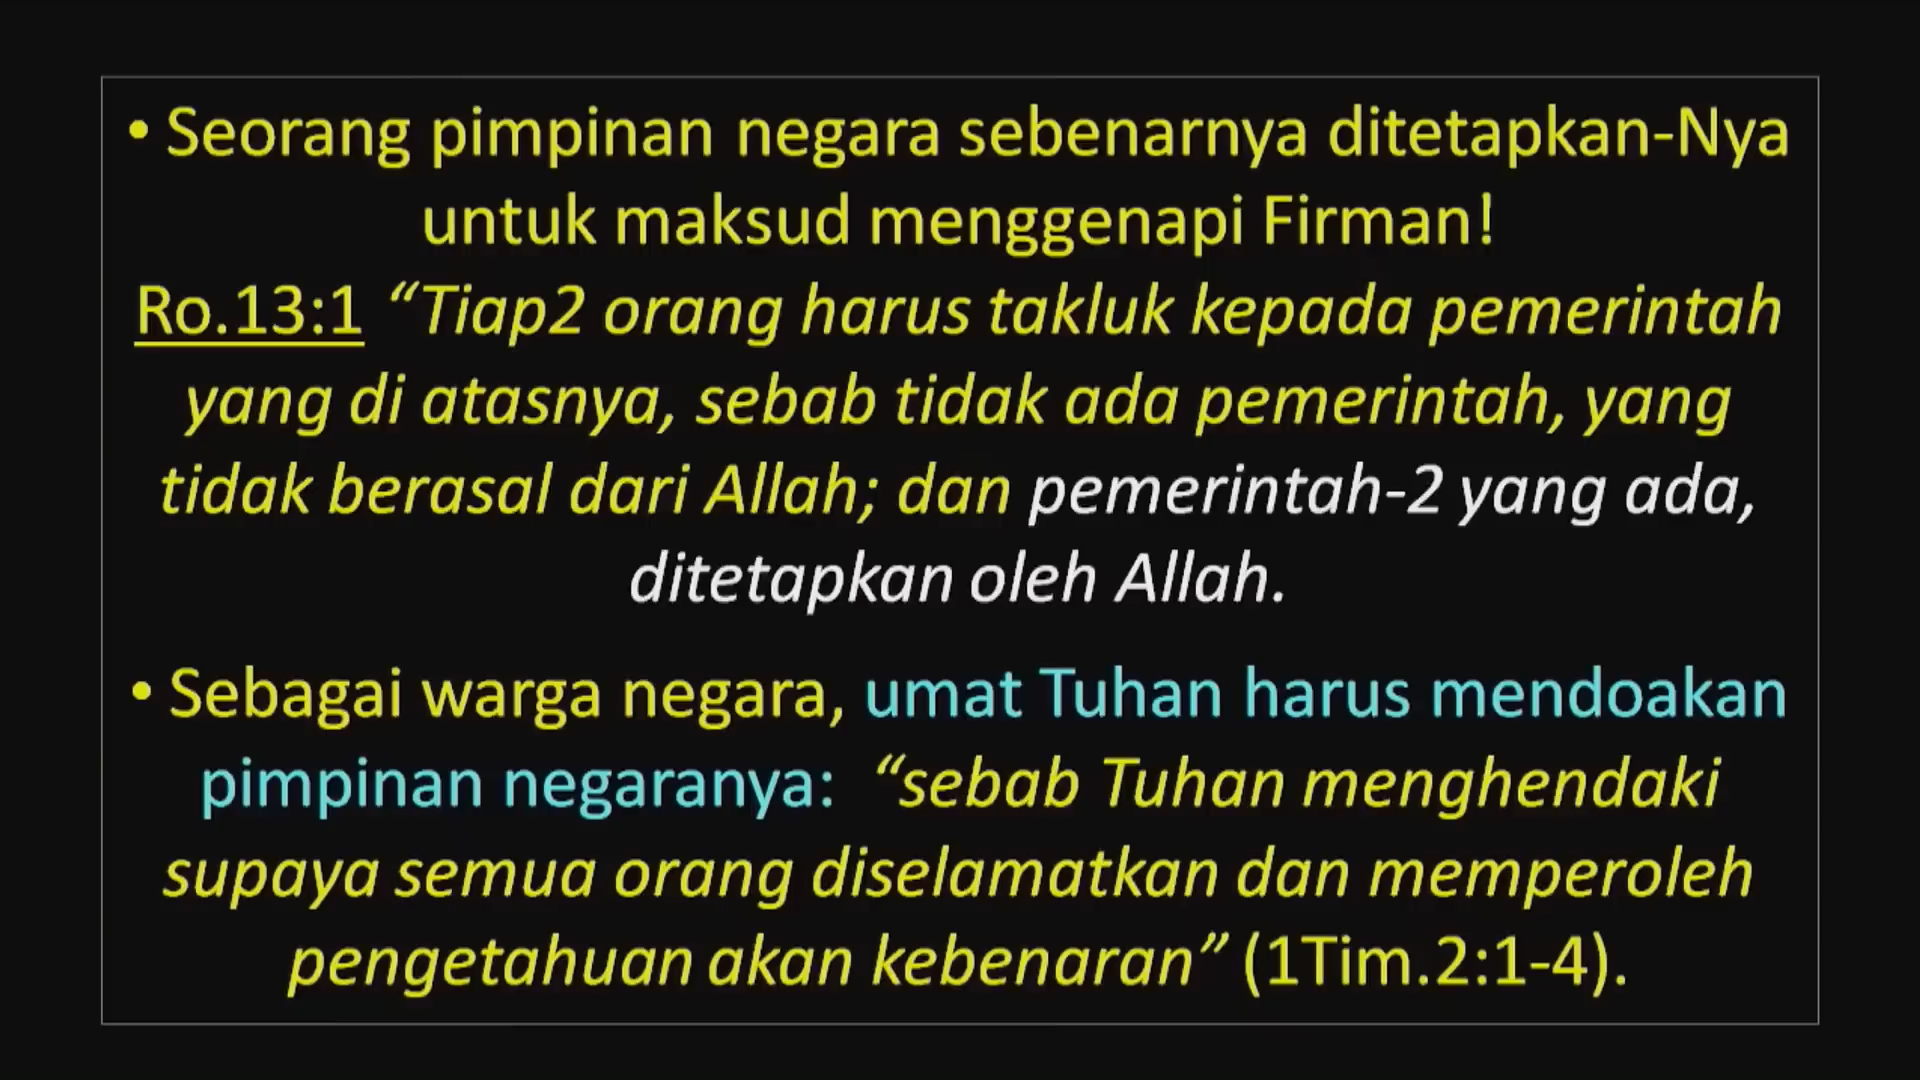 • Seorang pimpinan negara sebenarnya ditetapkan-Nya
untuk maksud menggenapi Firman!
Ro.13:1 “Tiap2 orang harus takluk kepada pemerintah
yang di atasnya, sebab tidak ada pemerintah, yang
tidak berasal dari Allah; dan pemerintah-2 yang ada,
ditetapkan oleh Allah.
• Sebagai warga negara, umat Tuhan harus mendoakan
pimpinan negaranya: “sebab Tuhan menghendaki
supaya semua orang diselamatkan dan memperoleh
pengetahuan akan kebenaran” (1Tim.2:1-4).